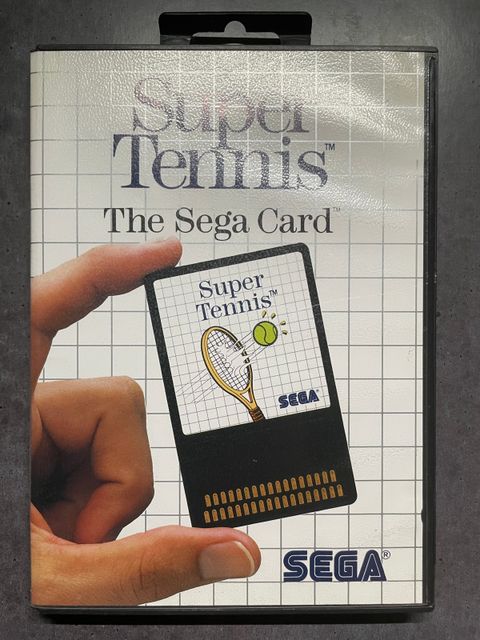 Super
Tennis™
The Sega Card™
Super
Tennis™
SEGA
SEGA®